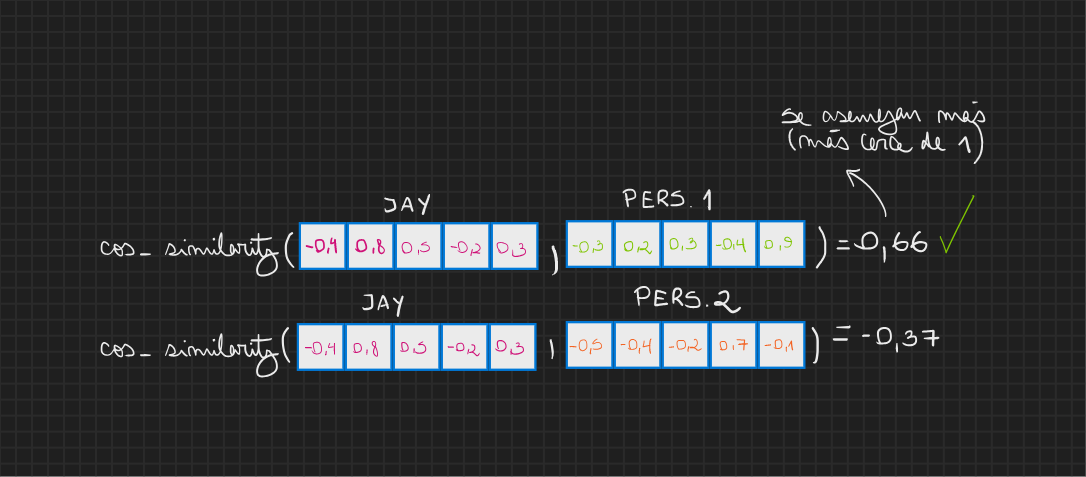 se asemejan más
(más cerca de 1)
JAY PERS. 1
cos_similarity( -0,4 0,8 0,5 -0,2 0,3 , -0,3 0,2 0,3 -0,4 0,9 ) = 0,66 ✓
JAY PERS. 2
cos_similarity( -0,4 0,8 0,5 -0,2 0,3 , -0,5 -0,4 -0,2 0,7 -0,1 ) = -0,37